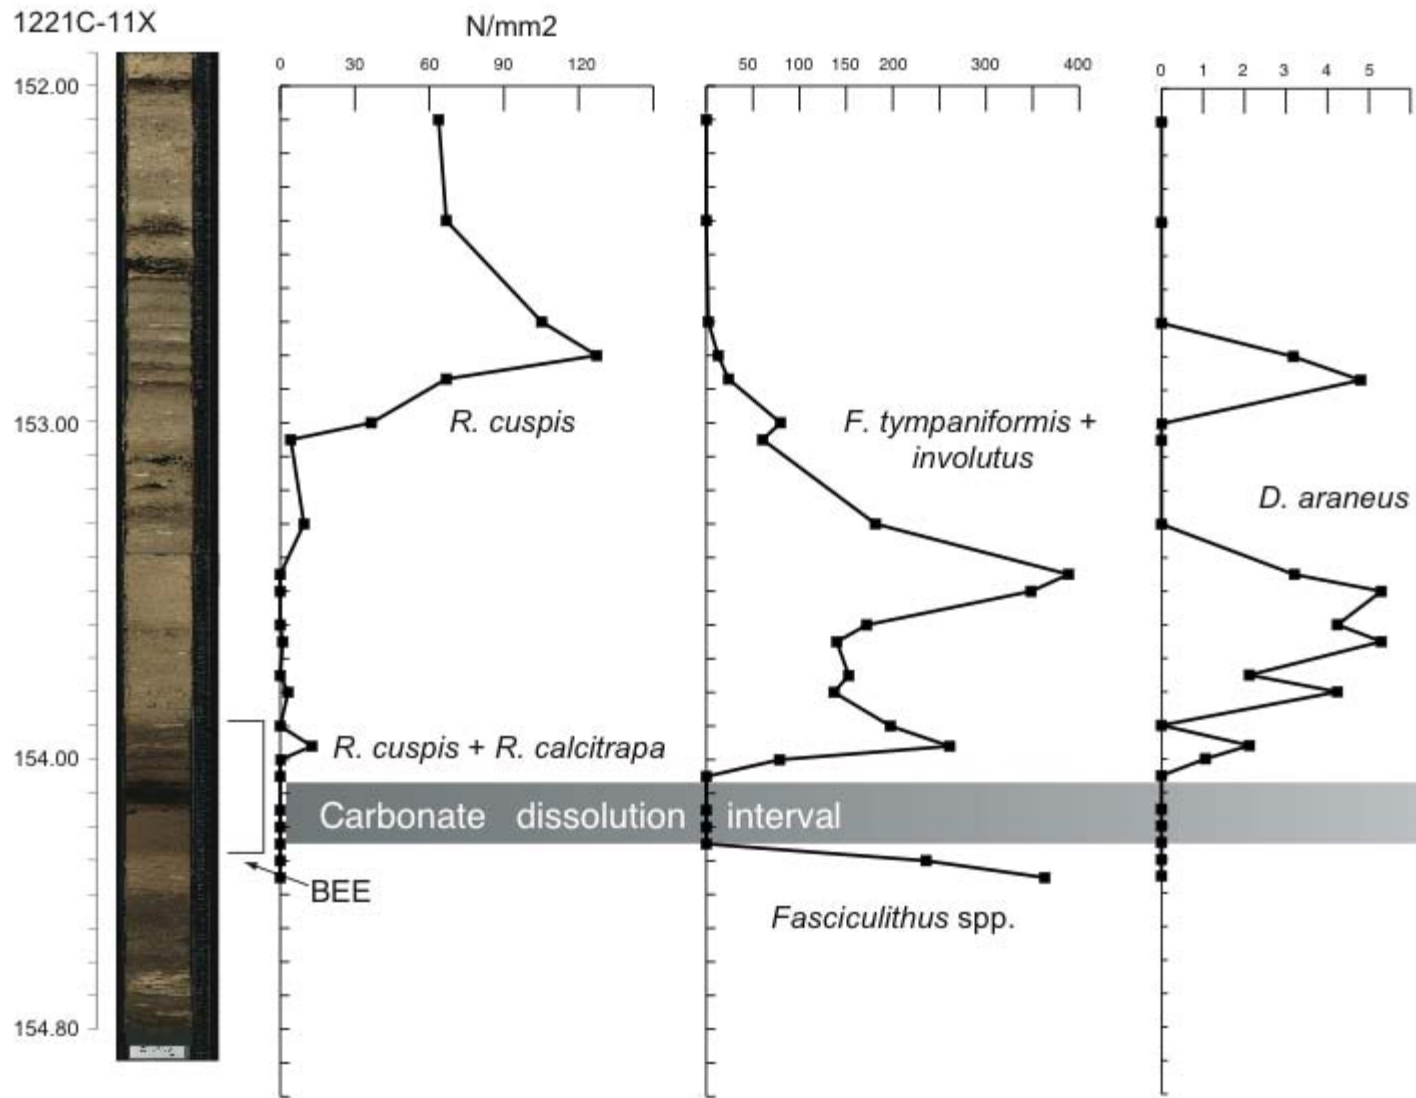 1221C-11X
N/mm2
0 30 60 90 120
50 100 150 200 300 400
0 1 2 3 4 5
152.00
153.00
154.00
154.80
R. cuspis
F. tympaniformis +
involutus
D. araneus
R. cuspis + R. calcitrapa
Carbonate dissolution interval
BEE
Fasciculithus spp.